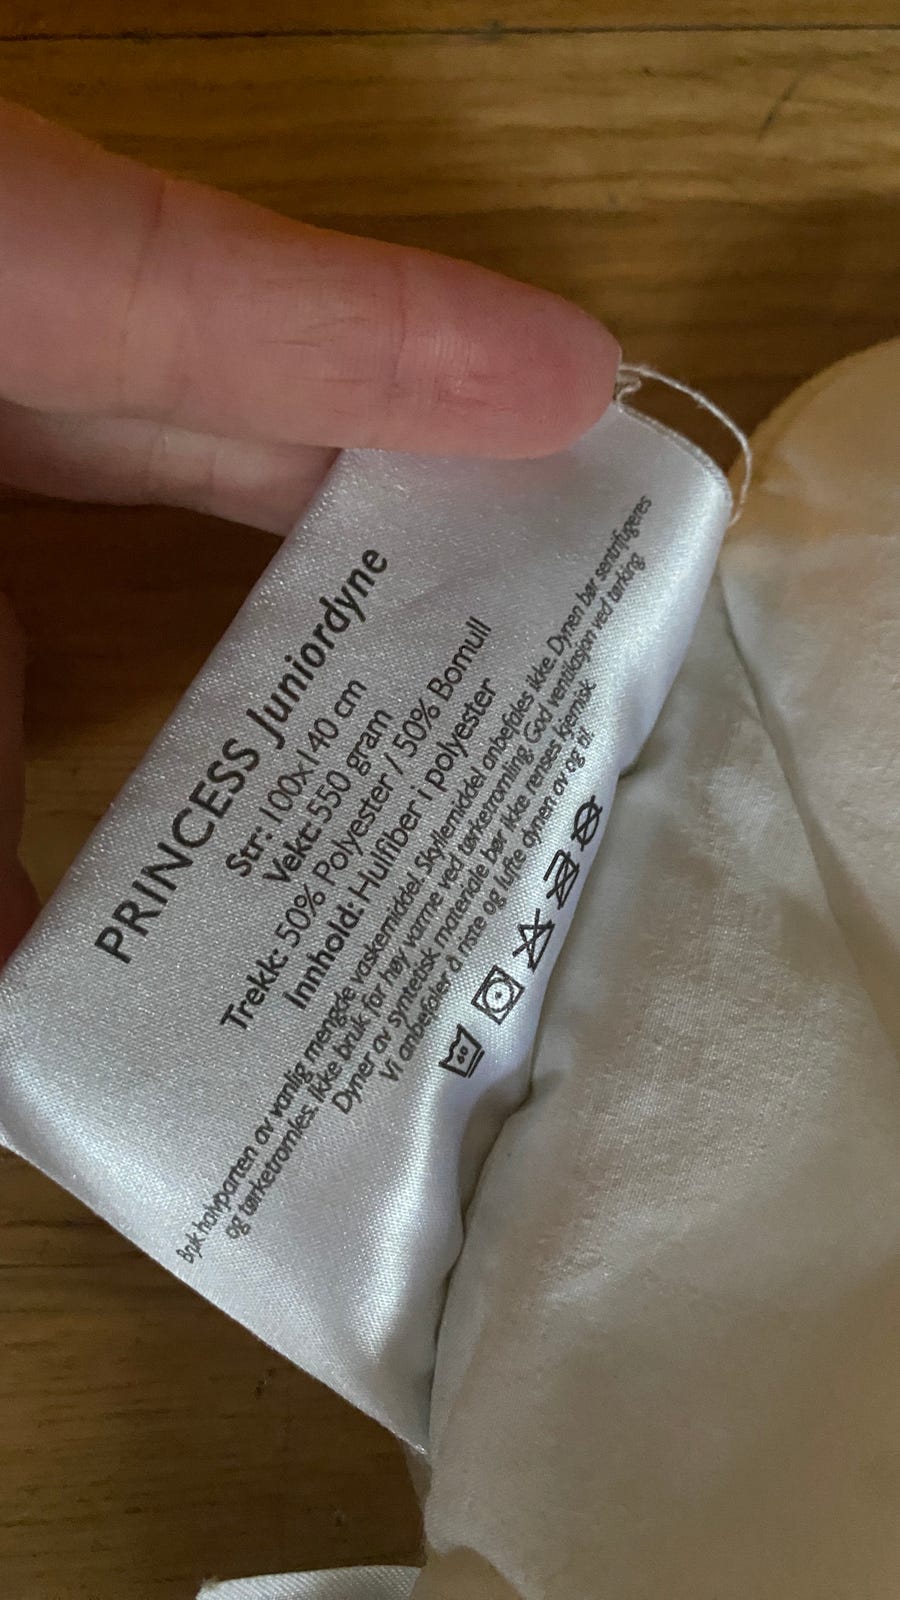 PRINCESS Juniordyne
Str: 100x140 cm
Vekt: 550 gram
Trekk: 50% Polyester / 50% Bomull
Innhold: Hulfiber i polyester
Bruk halvparten av vanlig mengde vaskemiddel. Skyllemiddel anbefales ikke. Dynen bør sentrifugeres
og tørketromles. Ikke bruk for høy varme ved tørketromling. God ventilasjon ved tørking.
Dyner av syntetisk materiale bør ikke renses kjemisk.
Vi anbefaler å riste og lufte dynen av og til.
60